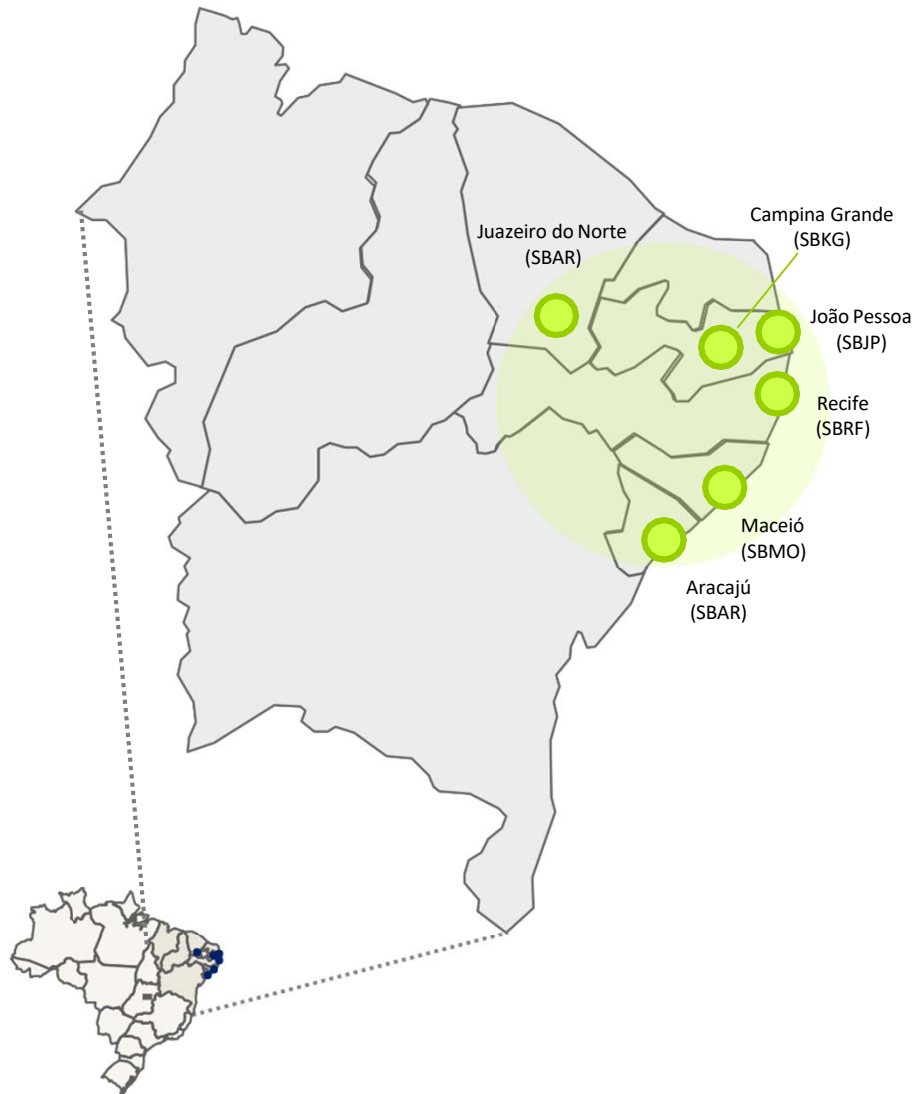 Campina Grande
(SBKG)
Juazeiro do Norte
(SBAR)
João Pessoa
(SBJP)
Recife
(SBRF)
Maceió
(SBMO)
Aracajú
(SBAR)